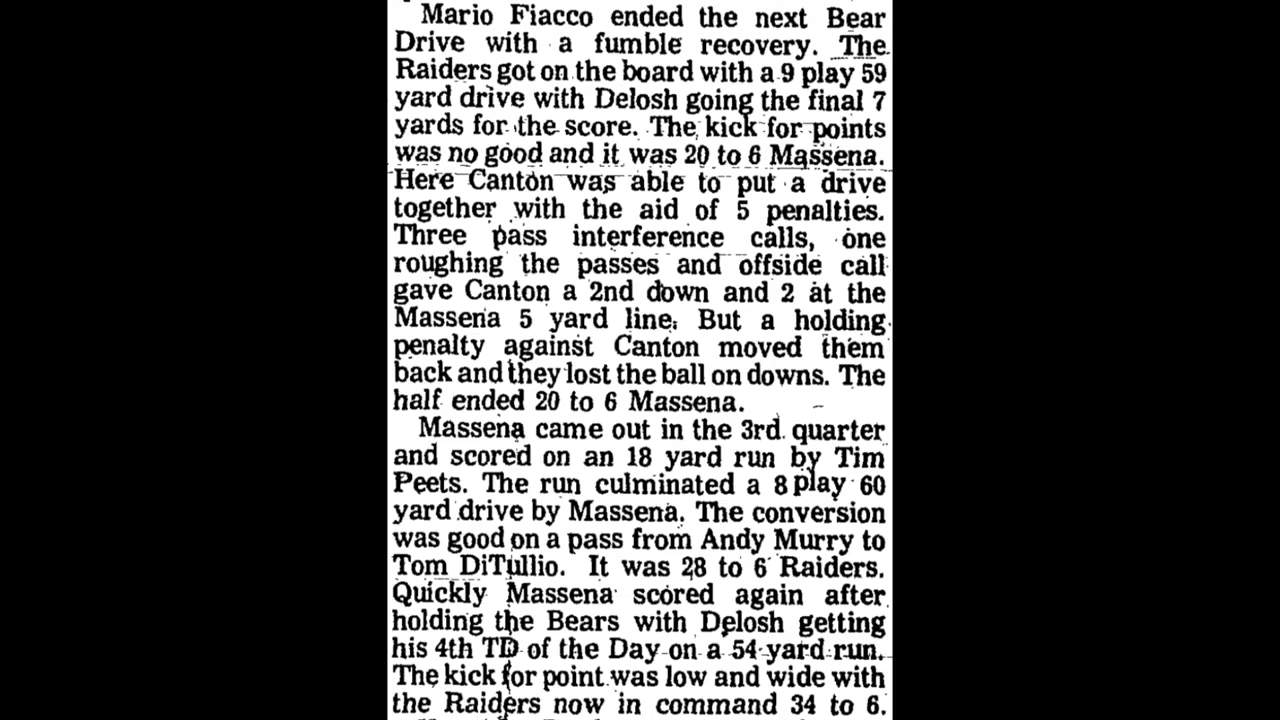 Mario Fiacco ended the next Bear
Drive with a fumble recovery. The
Raiders got on the board with a 9 play 59
yard drive with Delosh going the final 7
yards for the score. The kick for points
was no good and it was 20 to 6 Massena.
Here Canton was able to put a drive
together with the aid of 5 penalties.
Three pass interference calls, one
roughing the passes and offside call
gave Canton a 2nd down and 2 at the
Massena 5 yard line. But a holding
penalty against Canton moved them
back and they lost the ball on downs. The
half ended 20 to 6 Massena.
Massena came out in the 3rd quarter
and scored on an 18 yard run by Tim
Peets. The run culminated a 8 play 60
yard drive by Massena. The conversion
was good on a pass from Andy Murry to
Tom DiTullio. It was 28 to 6 Raiders.
Quickly Massena scored again after
holding the Bears with Delosh getting
his 4th TD of the Day on a 54 yard run.
The kick for point was low and wide with
the Raiders now in command 34 to 6.